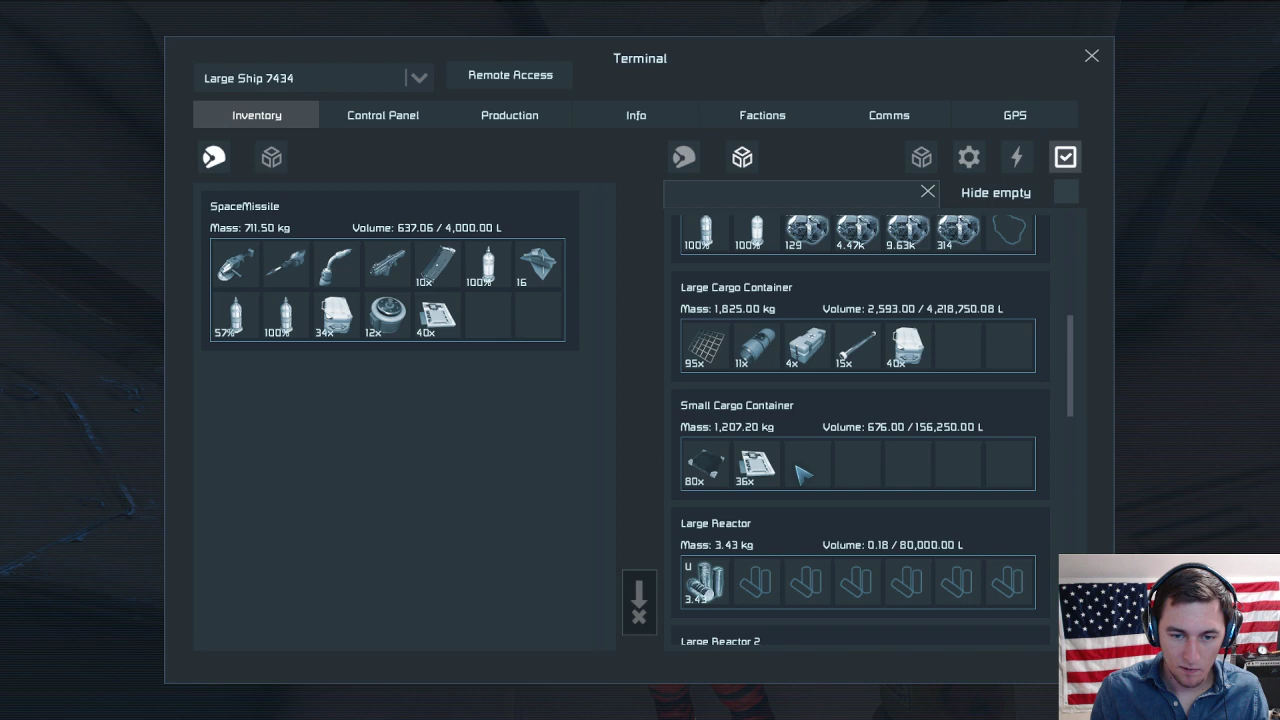 Terminal
Large Ship 7434
Remote Access
Inventory
Control Panel
Production
Info
Factions
Comms
GPS
Hide empty
SpaceMissile
Mass: 711.50 kg Volume: 637.06 / 4,000.00 L
10x 100% 16
57% 100% 34x 12x 40x
100% 100% 129 4.47k 9.63k 314
Large Cargo Container
Mass: 1,825.00 kg Volume: 2,593.00 / 4,218,750.08 L
95x 11x 4x 15x 40x
Small Cargo Container
Mass: 1,207.20 kg Volume: 676.00 / 156,250.00 L
80x 36x
Large Reactor
Mass: 3.43 kg Volume: 0.18 / 80,000.00 L
U
3.43
Large Reactor 2